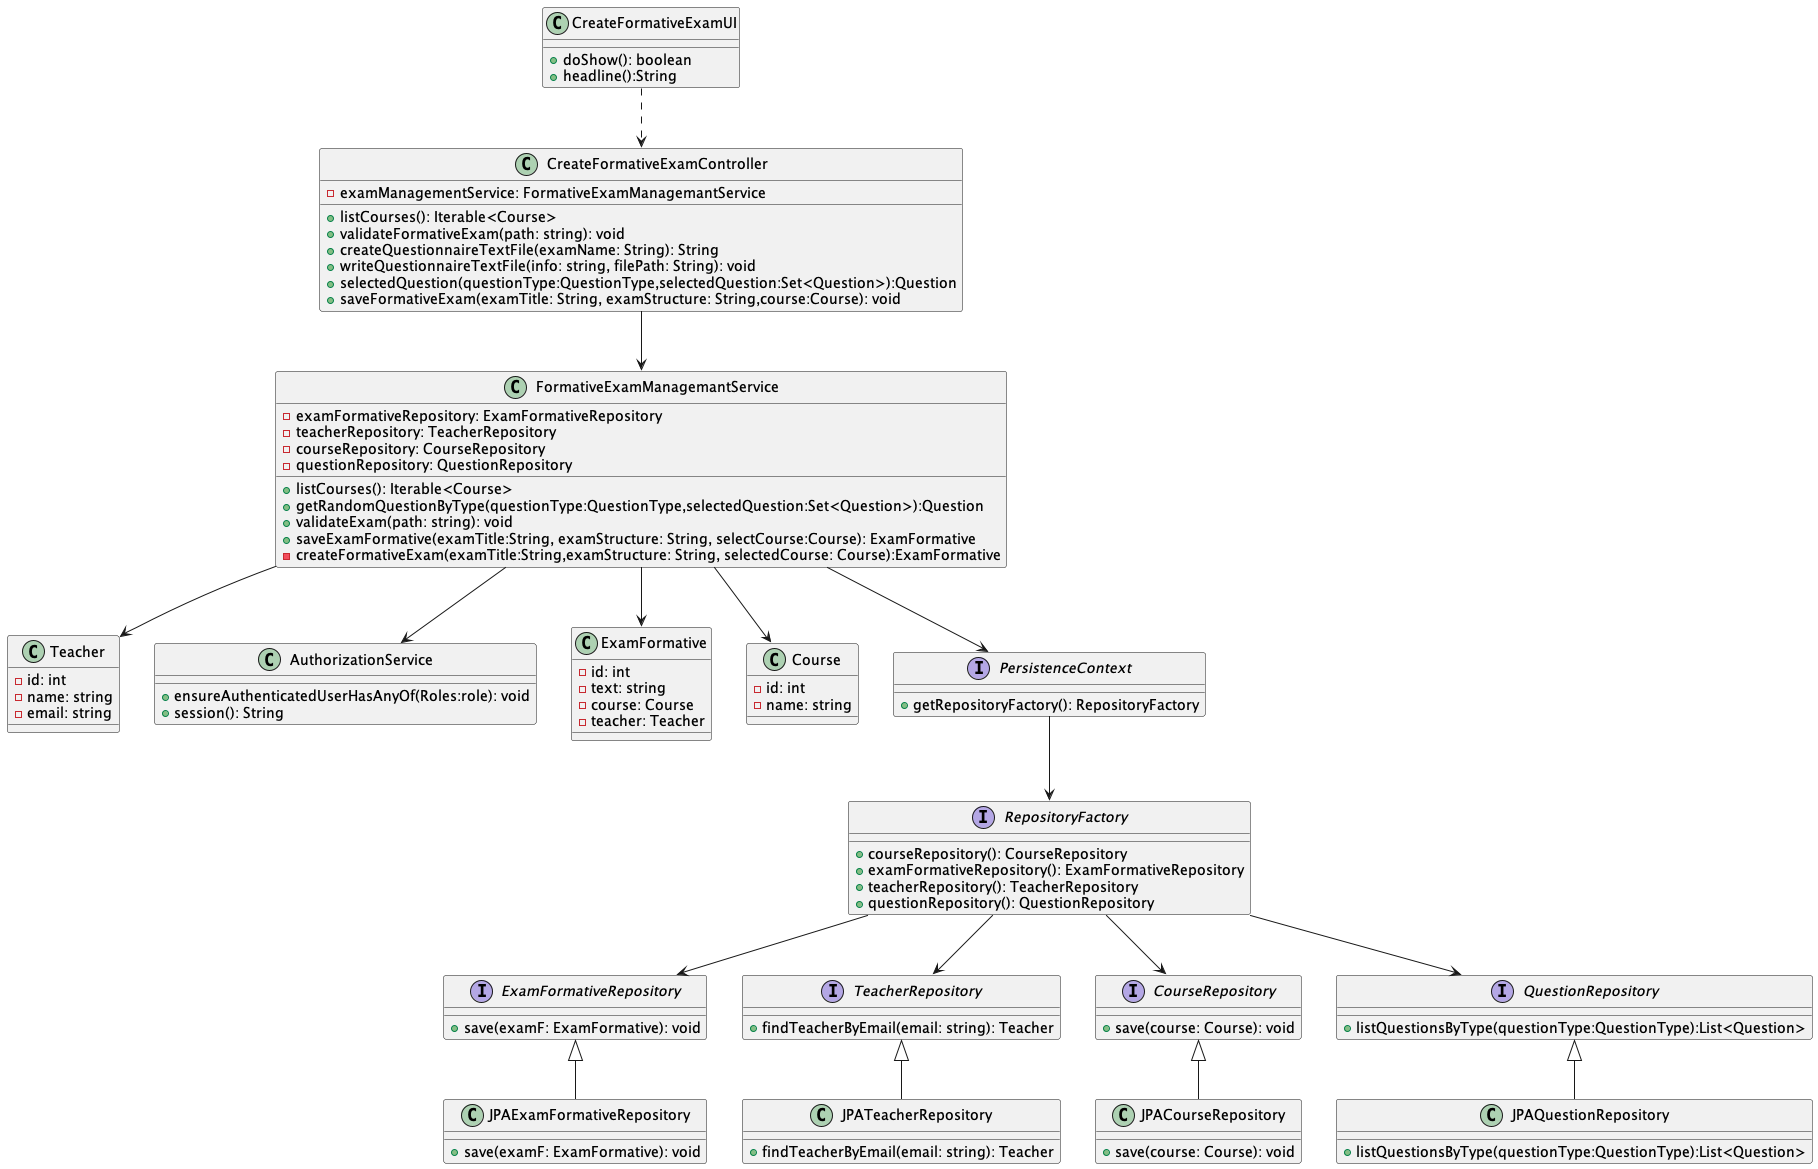 C CreateFormativeExamUI
doShow(): boolean
headline():String
C CreateFormativeExamController
examManagementService: FormativeExamManagemantService
listCourses(): Iterable<Course>
validateFormativeExam(path: string): void
createQuestionnaireTextFile(examName: String): String
writeQuestionnaireTextFile(info: string, filePath: String): void
selectedQuestion(questionType:QuestionType,selectedQuestion:Set<Question>):Question
saveFormativeExam(examTitle: String, examStructure: String,course:Course): void
C FormativeExamManagemantService
examFormativeRepository: ExamFormativeRepository
teacherRepository: TeacherRepository
courseRepository: CourseRepository
questionRepository: QuestionRepository
listCourses(): Iterable<Course>
getRandomQuestionByType(questionType:QuestionType,selectedQuestion:Set<Question>):Question
validateExam(path: string): void
saveExamFormative(examTitle:String, examStructure: String, selectCourse:Course): ExamFormative
createFormativeExam(examTitle:String,examStructure: String, selectedCourse: Course):ExamFormative
C Teacher
id: int
name: string
email: string
C AuthorizationService
ensureAuthenticatedUserHasAnyOf(Roles:role): void
session(): String
C ExamFormative
id: int
text: string
course: Course
teacher: Teacher
C Course
id: int
name: string
I PersistenceContext
getRepositoryFactory(): RepositoryFactory
I RepositoryFactory
courseRepository(): CourseRepository
examFormativeRepository(): ExamFormativeRepository
teacherRepository(): TeacherRepository
questionRepository(): QuestionRepository
I ExamFormativeRepository
save(examF: ExamFormative): void
I TeacherRepository
findTeacherByEmail(email: string): Teacher
I CourseRepository
save(course: Course): void
I QuestionRepository
listQuestionsByType(questionType:QuestionType):List<Question>
C JPAExamFormativeRepository
save(examF: ExamFormative): void
C JPATeacherRepository
findTeacherByEmail(email: string): Teacher
C JPACourseRepository
save(course: Course): void
C JPAQuestionRepository
listQuestionsByType(questionType:QuestionType):List<Question>